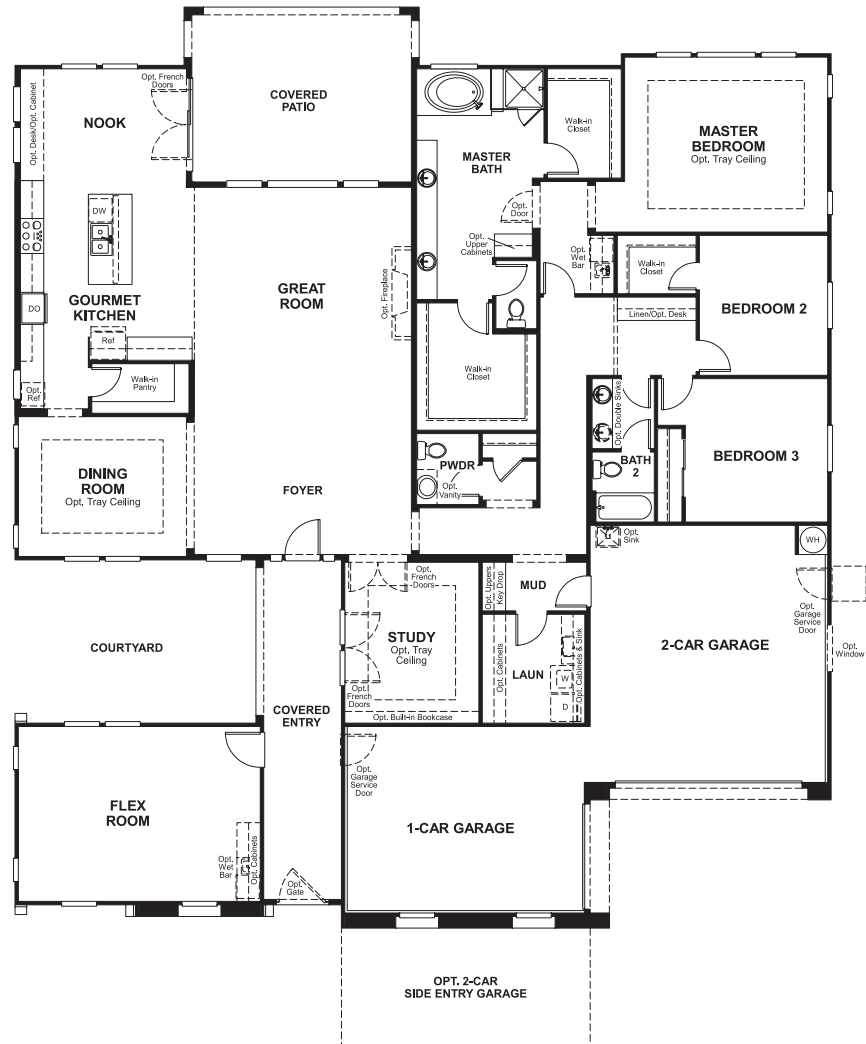 Opt. French
Doors
COVERED
PATIO
Opt. Desk/Opt. Cabinet
NOOK
Walk-in
Closet
MASTER
BEDROOM
Opt. Tray Ceiling
MASTER
BATH
Opt.
Door
Opt.
Upper
Cabinets
Opt.
Wet
Bar
DW
Walk-in
Closet
GREAT
ROOM
Opt. Fireplace
DO
GOURMET
KITCHEN
BEDROOM 2
Linen/Opt. Desk
Ref
Walk-in
Closet
Walk-in
Pantry
Opt.
Ref
Opt. Double Sinks
DINING
ROOM
Opt. Tray Ceiling
PWDR
Opt.
Vanity
BATH
2
BEDROOM 3
FOYER
Opt.
Sink
WH
Opt.
French
Doors
Opt. Uppers
Key Drop
MUD
Opt.
Garage
Service
Door
COURTYARD
STUDY
Opt. Tray
Ceiling
2-CAR GARAGE
Opt.
Window
Opt. Cabinets
LAUN
Opt. Cabinets & Sink
W
D
Opt.
French
Doors
COVERED
ENTRY
Opt. Built-in Bookcase
Opt.
Garage
Service
Door
FLEX
ROOM
1-CAR GARAGE
Opt.
Wet
Bar
Opt. Cabinets
Opt.
Gate
OPT. 2-CAR
SIDE ENTRY GARAGE